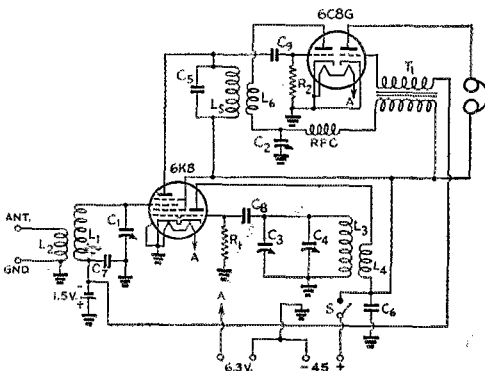 6C8G
C9
T1
C5
L5
L6
R2
A
C2
RFC
6K8
ANT.
C1
C8
L3
L2
L1
A
R1
C3
C4
L4
GND
C7
1.5V. - +
A
S
C6
6.3V.
- 45 +